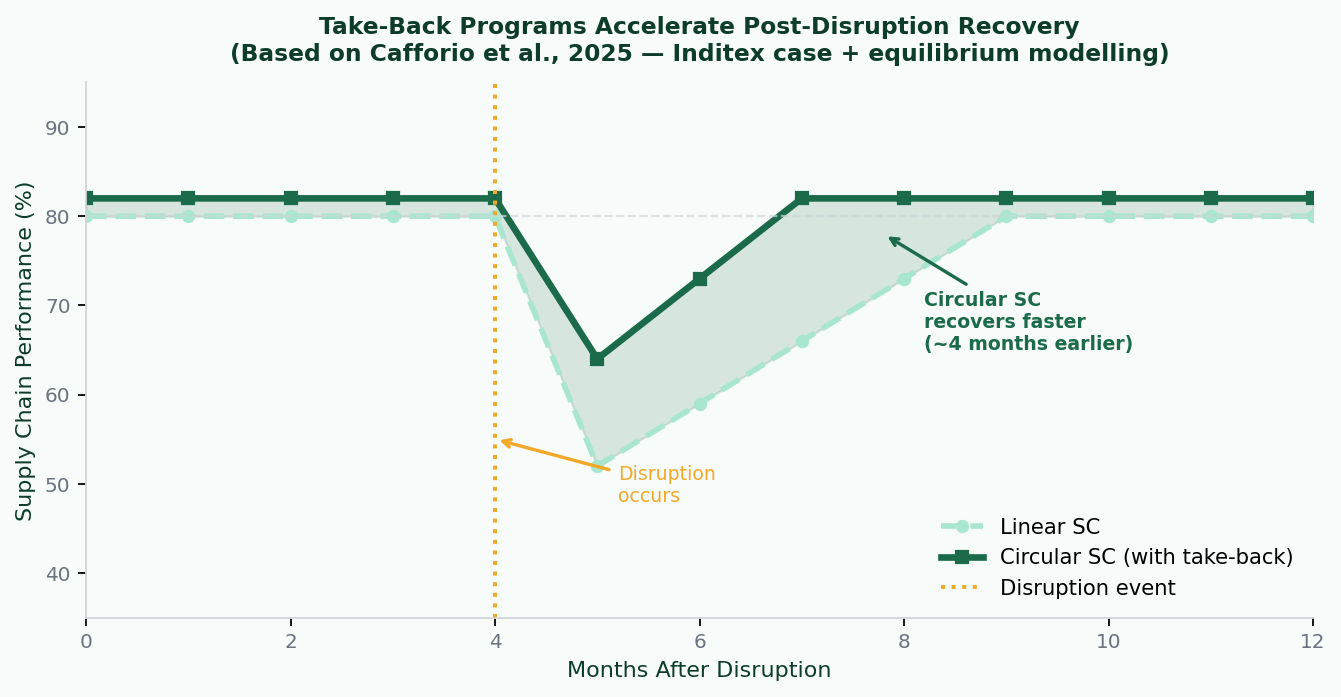 Take-Back Programs Accelerate Post-Disruption Recovery
(Based on Cafforio et al., 2025 — Inditex case + equilibrium modelling)
Supply Chain Performance (%)
90
80
70
60
50
40
Circular SC
recovers faster
(~4 months earlier)
Disruption
occurs
Linear SC
Circular SC (with take-back)
Disruption event
0
2
4
6
8
10
12
Months After Disruption